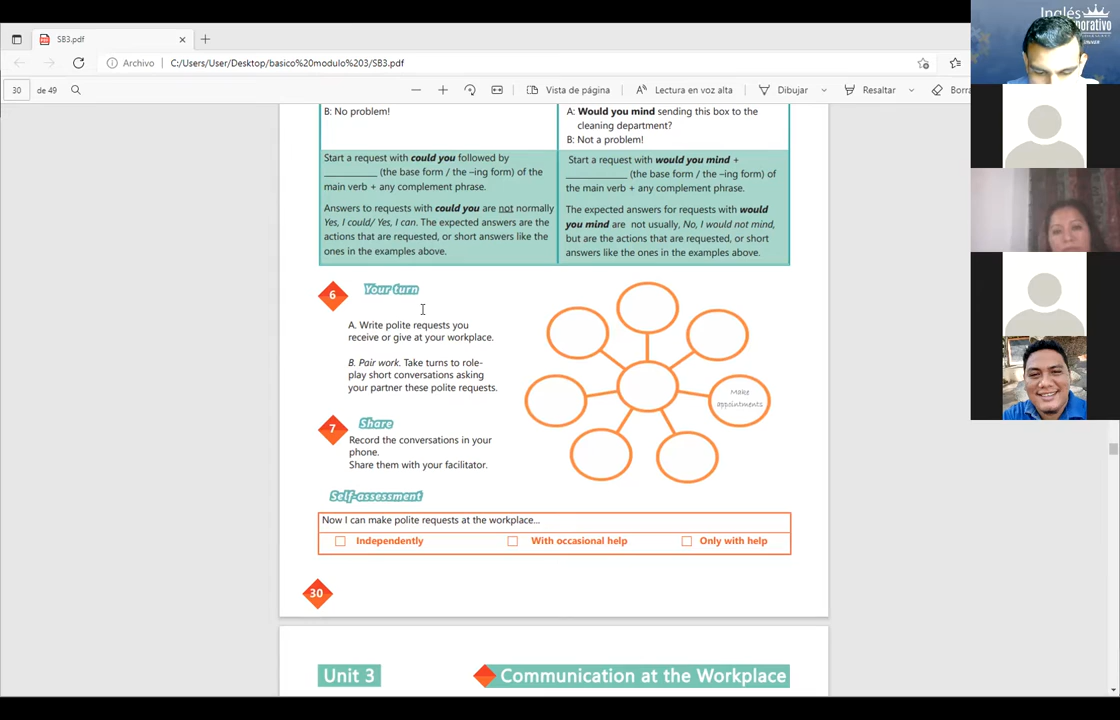 SB3.pdf
Archivo
C:/Users/User/Desktop/basico%20modulo%203/SB3.pdf
30
de 49
Vista de página
Lectura en voz alta
Dibujar
Resaltar
Inglés
UNIVER
B: No problem!
A: Would you mind sending this box to the
cleaning department?
B: Not a problem!
Start a request with could you followed by
__________ (the base form / the –ing form) of the
main verb + any complement phrase.
Answers to requests with could you are not normally
Yes, I could/ Yes, I can. The expected answers are the
actions that are requested, or short answers like the
ones in the examples above.
Start a request with would you mind +
___________ (the base form / the –ing form) of
the main verb + any complement phrase.
The expected answers for requests with would
you mind are not usually, No, I would not mind,
but are the actions that are requested, or short
answers like the ones in the examples above.
6
Your turn
A. Write polite requests you
receive or give at your workplace.
B. Pair work. Take turns to role-
play short conversations asking
your partner these polite requests.
Make
appointments
7
Share
Record the conversations in your
phone.
Share them with your facilitator.
Self-assessment
Now I can make polite requests at the workplace...
Independently
With occasional help
Only with help
30
Unit 3
Communication at the Workplace